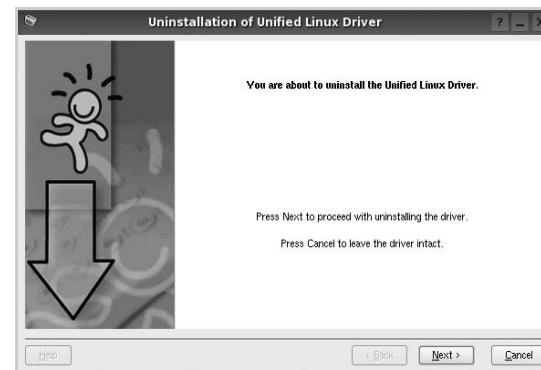 Uninstallation of Unified Linux Driver
You are about to uninstall the Unified Linux Driver.
Press Next to proceed with uninstalling the driver.
Press Cancel to leave the driver intact.
Help
< Back
Next >
Cancel